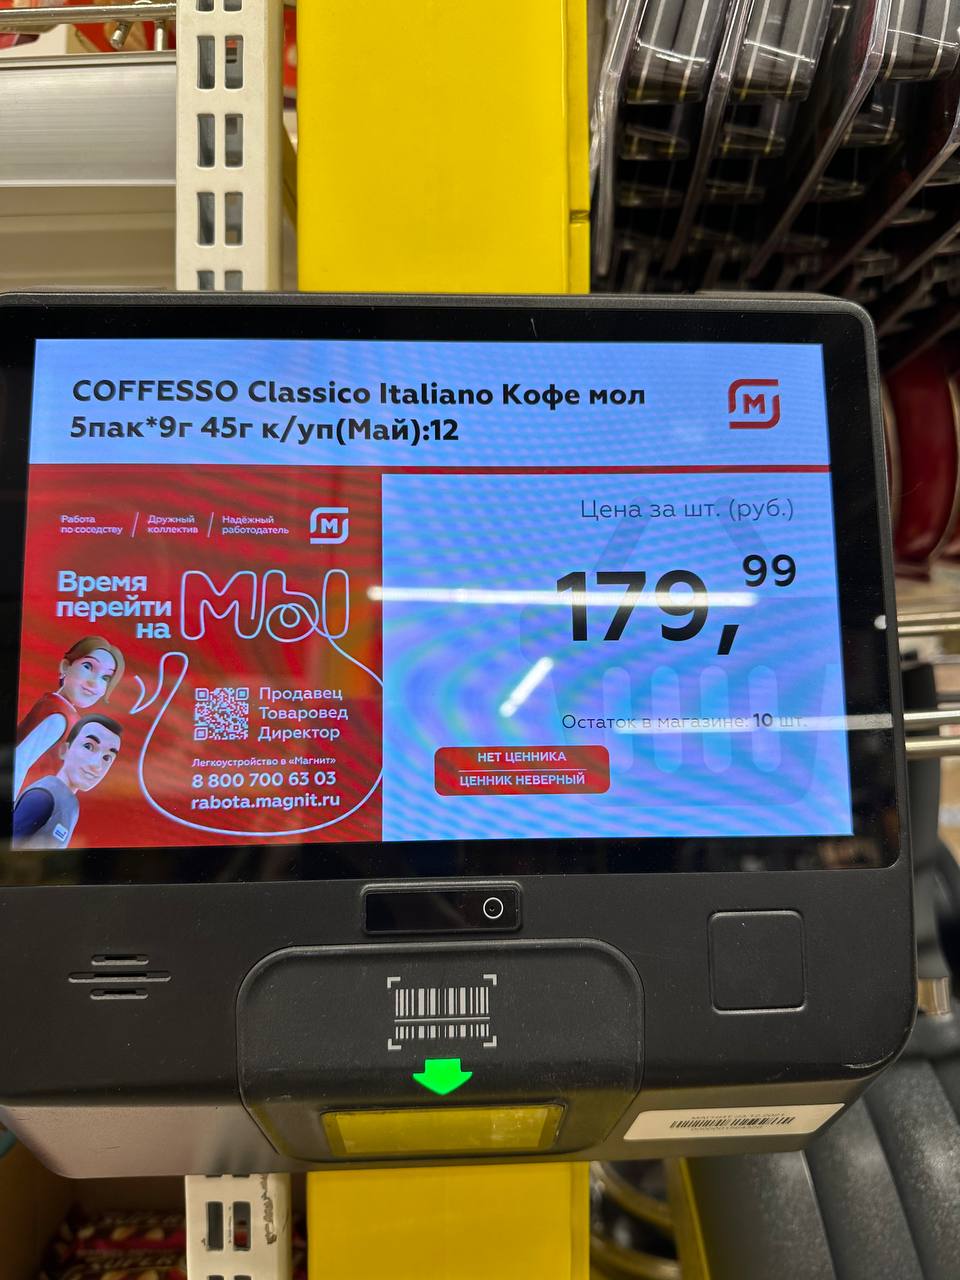 COFFESSO Classico Italiano Кофе мол
5пак*9г 45г к/уп(Май):12
Работа
по соседству
Дружный
коллектив
Надёжный
работодатель
Время
перейти
на
МЫ
Продавец
Товаровед
Директор
Легкоустройство в «Магнит»
8 800 700 63 03
rabota.magnit.ru
Цена за шт. (руб.)
179,99
Остаток в магазине: 10 шт.
НЕТ ЦЕННИКА
ЦЕННИК НЕВЕРНЫЙ